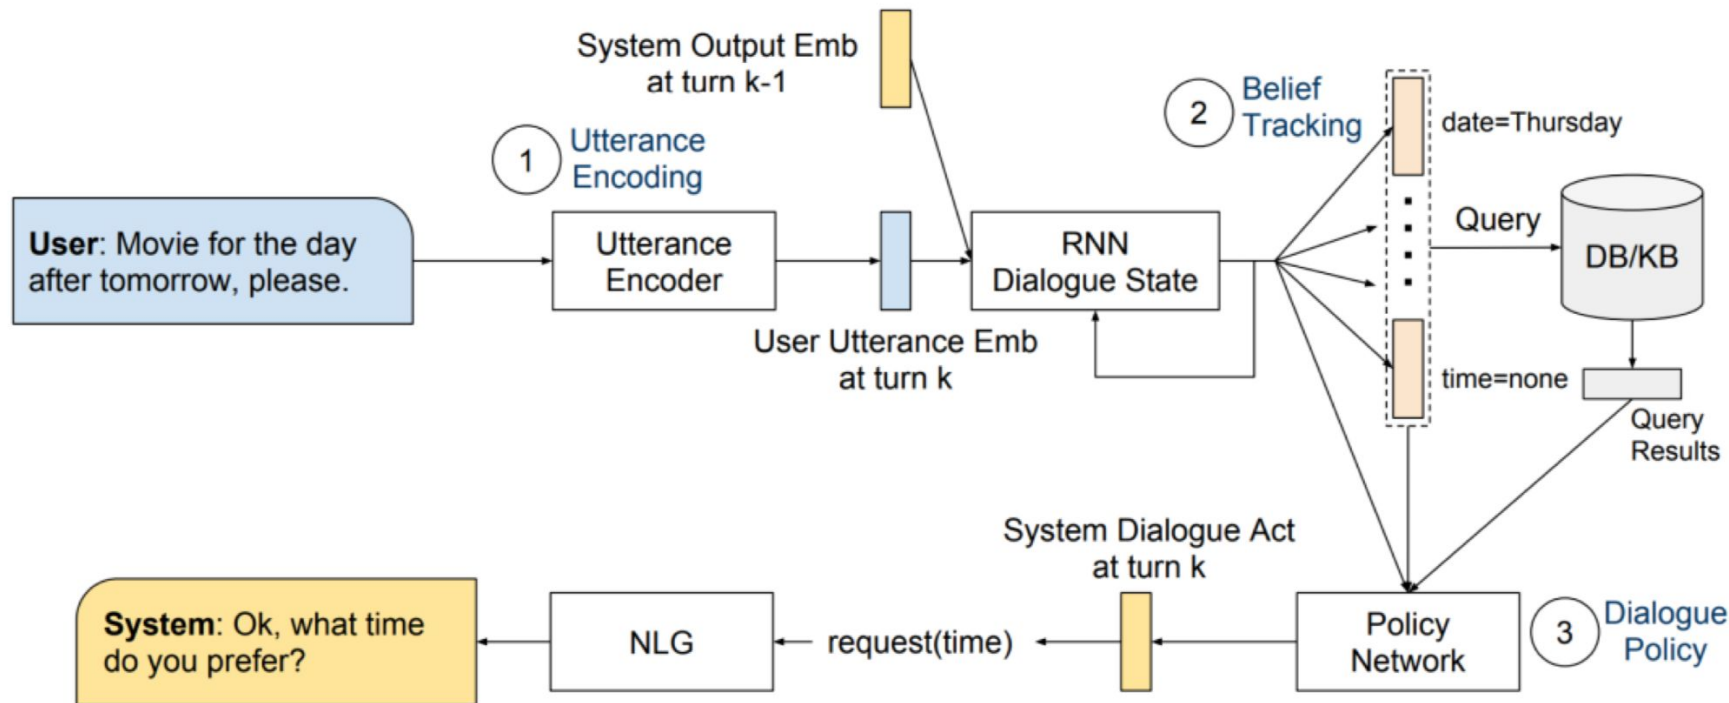 System Output Emb
at turn k-1
1
Utterance
Encoding
2
Belief
Tracking
date=Thursday
User: Movie for the day
after tomorrow, please.
Utterance
Encoder
User Utterance Emb
at turn k
RNN
Dialogue State
Query
DB/KB
time=none
Query
Results
System Dialogue Act
at turn k
System: Ok, what time
do you prefer?
NLG
request(time)
Policy
Network
3
Dialogue
Policy